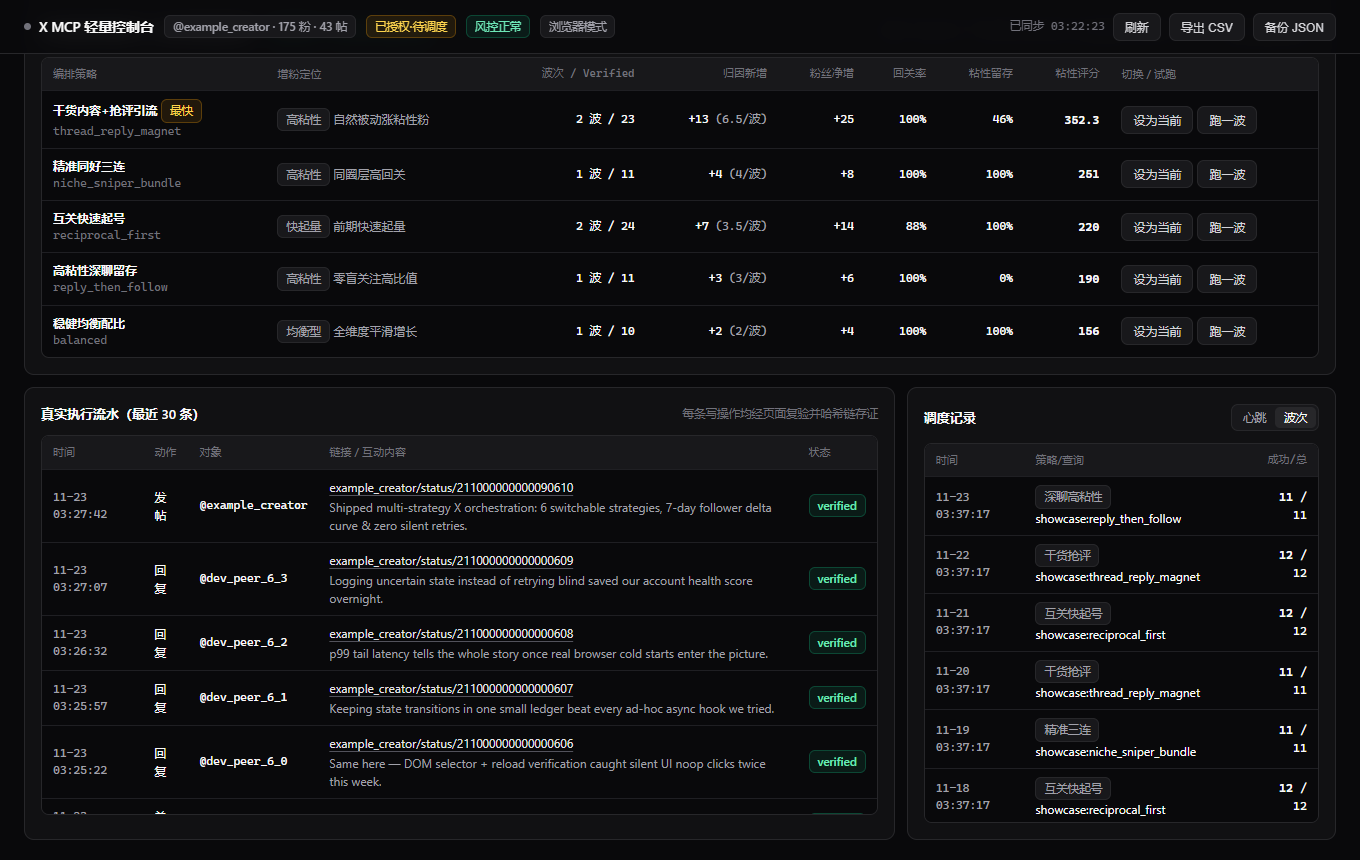 X MCP 轻量控制台 @example_creator · 175 粉 · 43 帖 已授权·待调度 风控正常 浏览器模式 已同步 03:22:23 刷新 导出 CSV 备份 JSON
编排策略 增粉定位 波次 / Verified 归因新增 粉丝净增 回关率 粘性留存 粘性评分 切换 / 试跑
干货内容+抢评引流 最快
thread_reply_magnet
高粘性 自然被动涨粘性粉 2 波 / 23 +13 (6.5/波) +25 100% 46% 352.3 设为当前 跑一波
精准同好三连
niche_sniper_bundle
高粘性 同圈层高回关 1 波 / 11 +4 (4/波) +8 100% 100% 251 设为当前 跑一波
互关快速起号
reciprocal_first
快起量 前期快速起量 2 波 / 24 +7 (3.5/波) +14 88% 100% 220 设为当前 跑一波
高粘性深聊留存
reply_then_follow
高粘性 零盲关注高比值 1 波 / 11 +3 (3/波) +6 100% 0% 190 设为当前 跑一波
稳健均衡配比
balanced
均衡型 全维度平滑增长 1 波 / 10 +2 (2/波) +4 100% 100% 156 设为当前 跑一波
真实执行流水（最近 30 条） 每条写操作均经页面复验并哈希链存证
时间 动作 对象 链接 / 互动内容 状态
11-23
03:27:42
发
帖
@example_creator
example_creator/status/211000000000090610
Shipped multi-strategy X orchestration: 6 switchable strategies, 7-day follower delta
curve & zero silent retries.
verified
11-23
03:27:07
回
复
@dev_peer_6_3
example_creator/status/211000000000000609
Logging uncertain state instead of retrying blind saved our account health score
overnight.
verified
11-23
03:26:32
回
复
@dev_peer_6_2
example_creator/status/211000000000000608
p99 tail latency tells the whole story once real browser cold starts enter the picture.
verified
11-23
03:25:57
回
复
@dev_peer_6_1
example_creator/status/211000000000000607
Keeping state transitions in one small ledger beat every ad-hoc async hook we tried.
verified
11-23
03:25:22
回
复
@dev_peer_6_0
example_creator/status/211000000000000606
Same here — DOM selector + reload verification caught silent UI noop clicks twice
this week.
verified
调度记录 心跳 波次
时间 策略/查询 成功/总
11-23
03:37:17
深聊高粘性
showcase:reply_then_follow
11 /
11
11-22
03:37:17
干货抢评
showcase:thread_reply_magnet
12 /
12
11-21
03:37:17
互关快起号
showcase:reciprocal_first
12 /
12
11-20
03:37:17
干货抢评
showcase:thread_reply_magnet
11 /
11
11-19
03:37:17
精准三连
showcase:niche_sniper_bundle
11 /
11
11-18
03:37:17
互关快起号
showcase:reciprocal_first
12 /
12